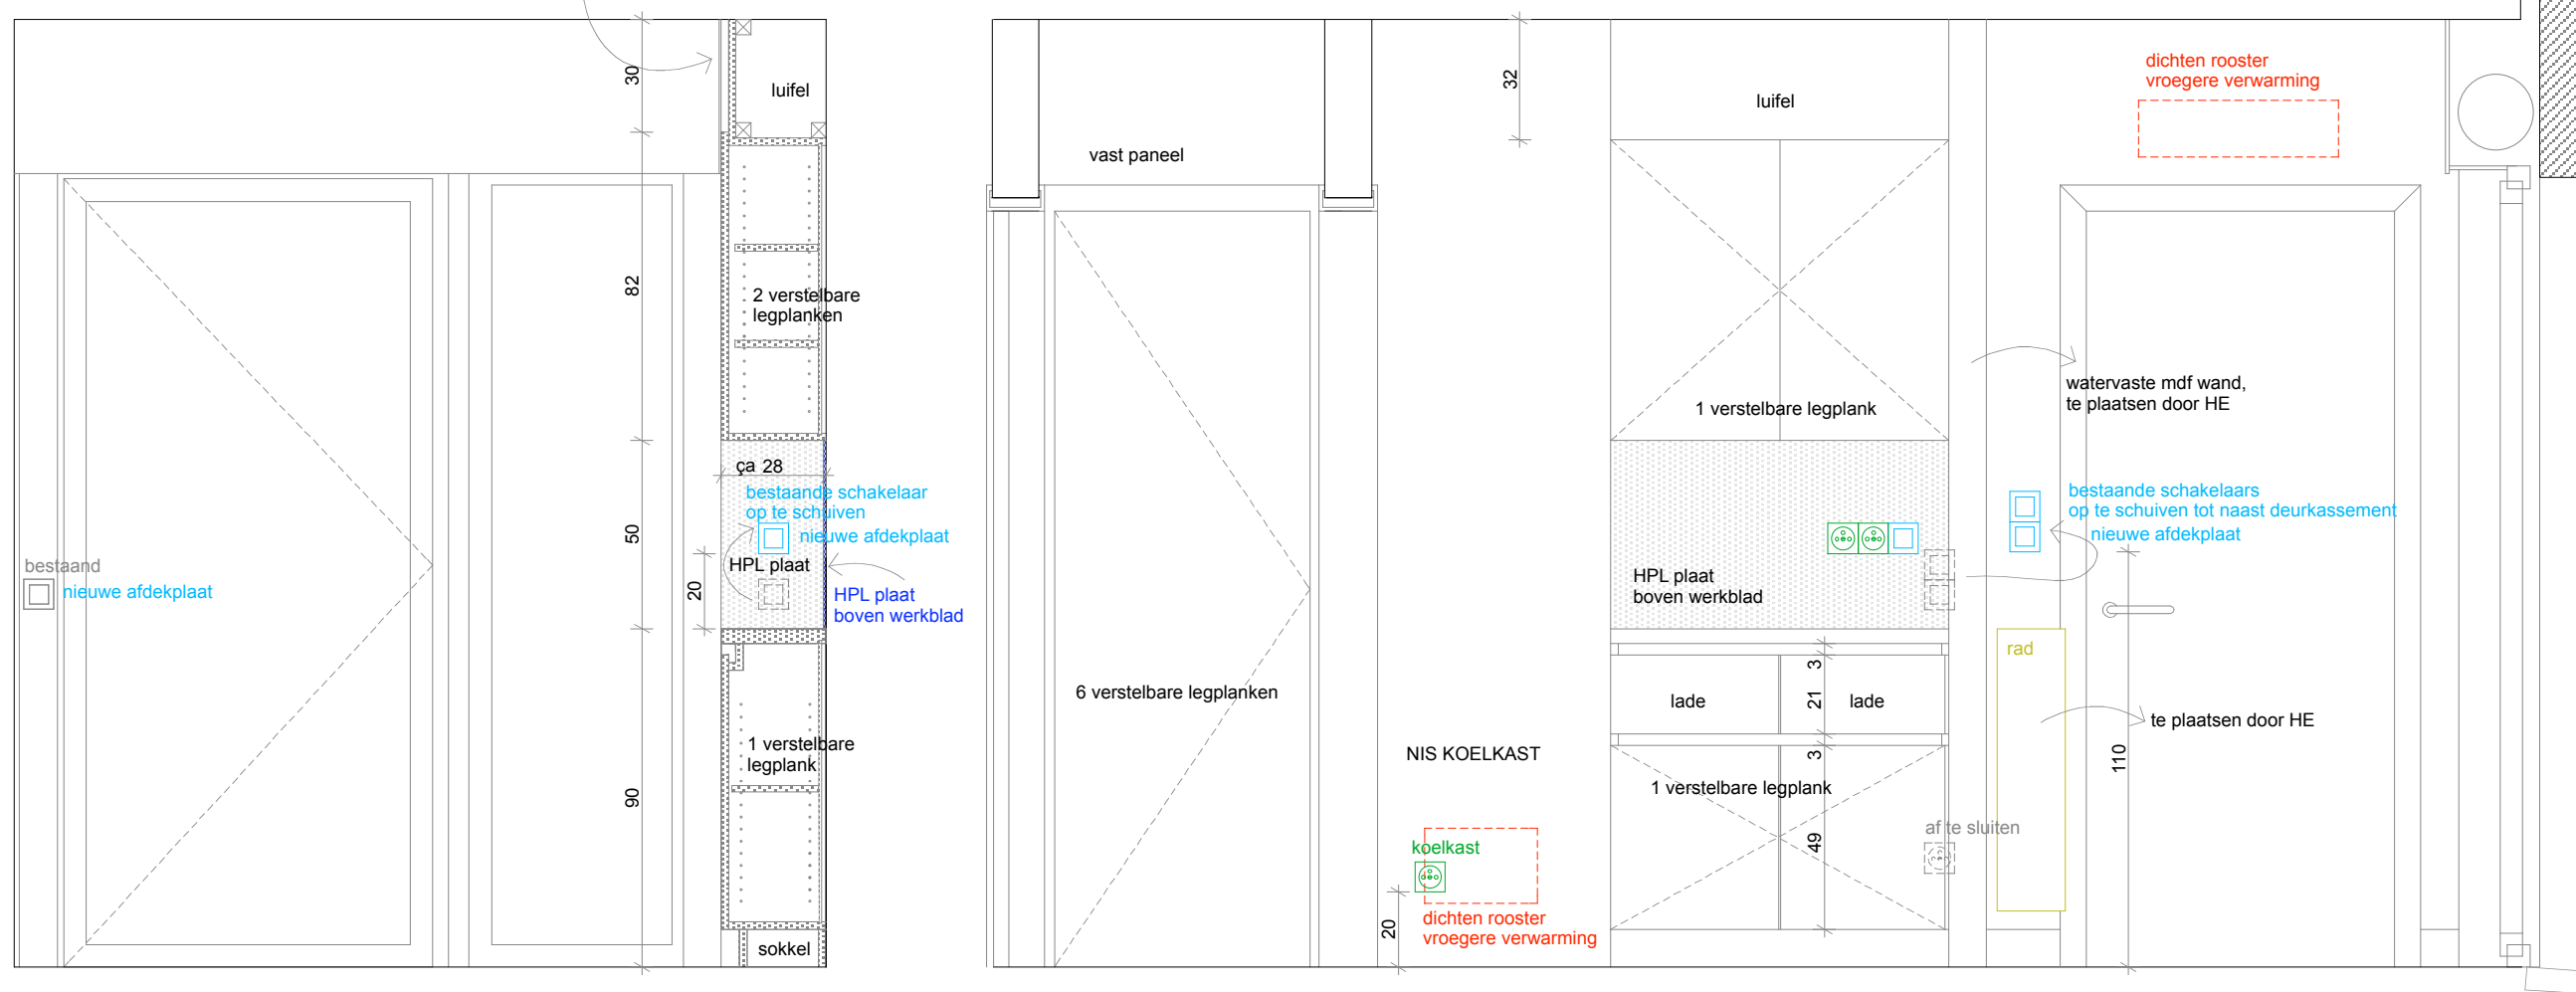 30
luifel
82
2 verstelbare
legplanken
ça 28
bestaande schakelaar
op te schuiven
nieuwe afdekplaat
50
HPL plaat
20
HPL plaat
boven werkblad
bestaand
nieuwe afdekplaat
1 verstelbare
legplank
90
sokkel
vast paneel
6 verstelbare legplanken
32
NIS KOELKAST
koelkast
20
dichten rooster
vroegere verwarming
luifel
1 verstelbare legplank
HPL plaat
boven werkblad
3
lade
21
lade
3
1 verstelbare legplank
49
af te sluiten
dichten rooster
vroegere verwarming
watervaste mdf wand,
te plaatsen door HE
bestaande schakelaars
op te schuiven tot naast deurkassement
nieuwe afdekplaat
rad
te plaatsen door HE
110